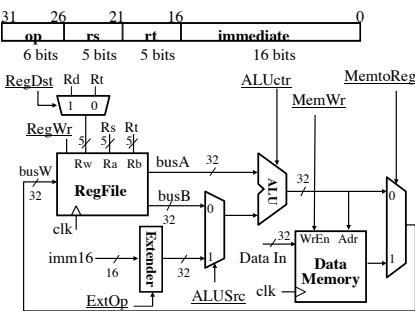 31 26 21 16 0
op rs rt immediate
6 bits 5 bits 5 bits 16 bits
RegDst Rd Rt ALUctr MemtoReg
1 0 MemWr
RegWr Rs Rt
5 5 5
busW Rw Ra Rb busA 32 32 0
32 RegFile busB ALU
clk 32 0
imm16 Extender 32 1 32 WrEn Adr 1
16 Data In Data
ExtOp ALUSrc clk Memory